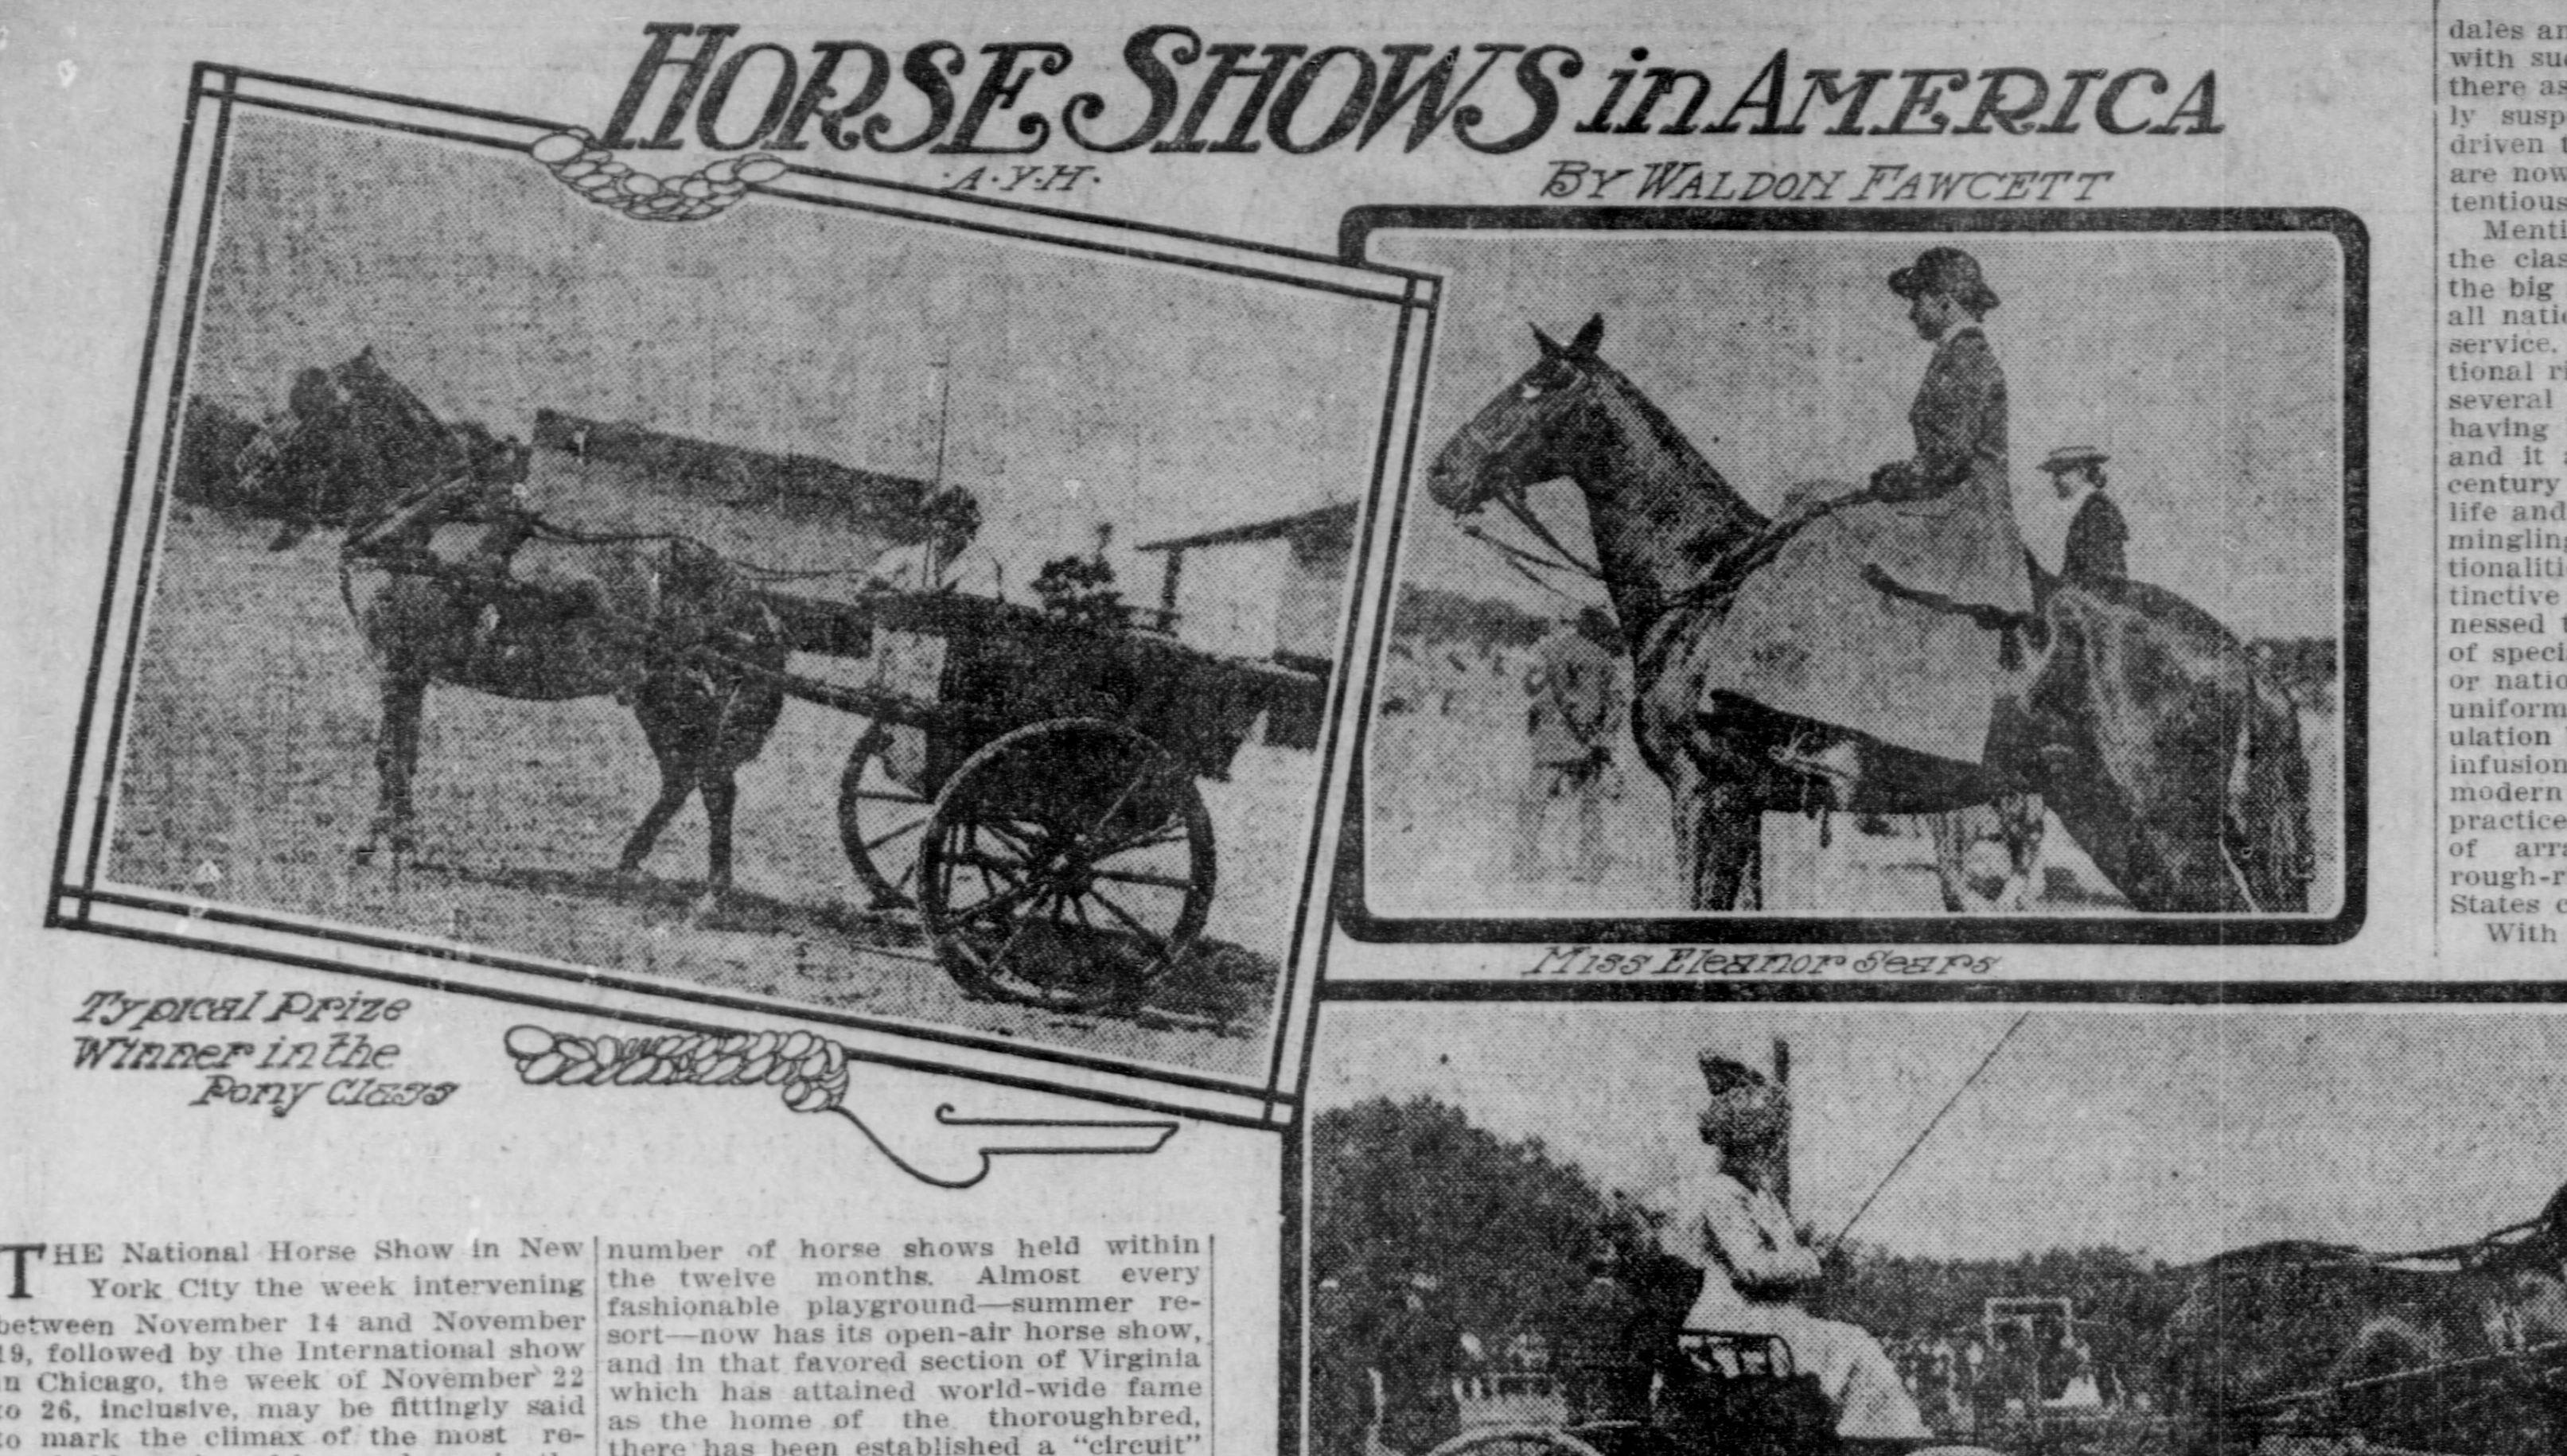 HORSE SHOWS in AMERICA
·A·Y·H·
BY WALDON FAWCETT
Miss Eleanor Sears
Typical Prize
Winner in the
Pony Class
THE National Horse Show in New
York City the week intervening
between November 14 and November
19, followed by the International show
in Chicago, the week of November 22
to 26, inclusive, may be fittingly said
to mark the climax of the most re-
number of horse shows held within
the twelve months. Almost every
fashionable playground—summer re-
sort—now has its open-air horse show,
and in that favored section of Virginia
which has attained world-wide fame
as the home of the thoroughbred,
there has been established a "circuit"
dales
with
there as
ly susp
driven
are now
tentious
Menti
the clas
the big
all nati
service.
tional
several
having
and it
century
life and
mingling
tionaliti
tinctive
nessed
of speci
or natio
uniform
ulation
infusion
modern
practice
of arra
rough-r
States
With